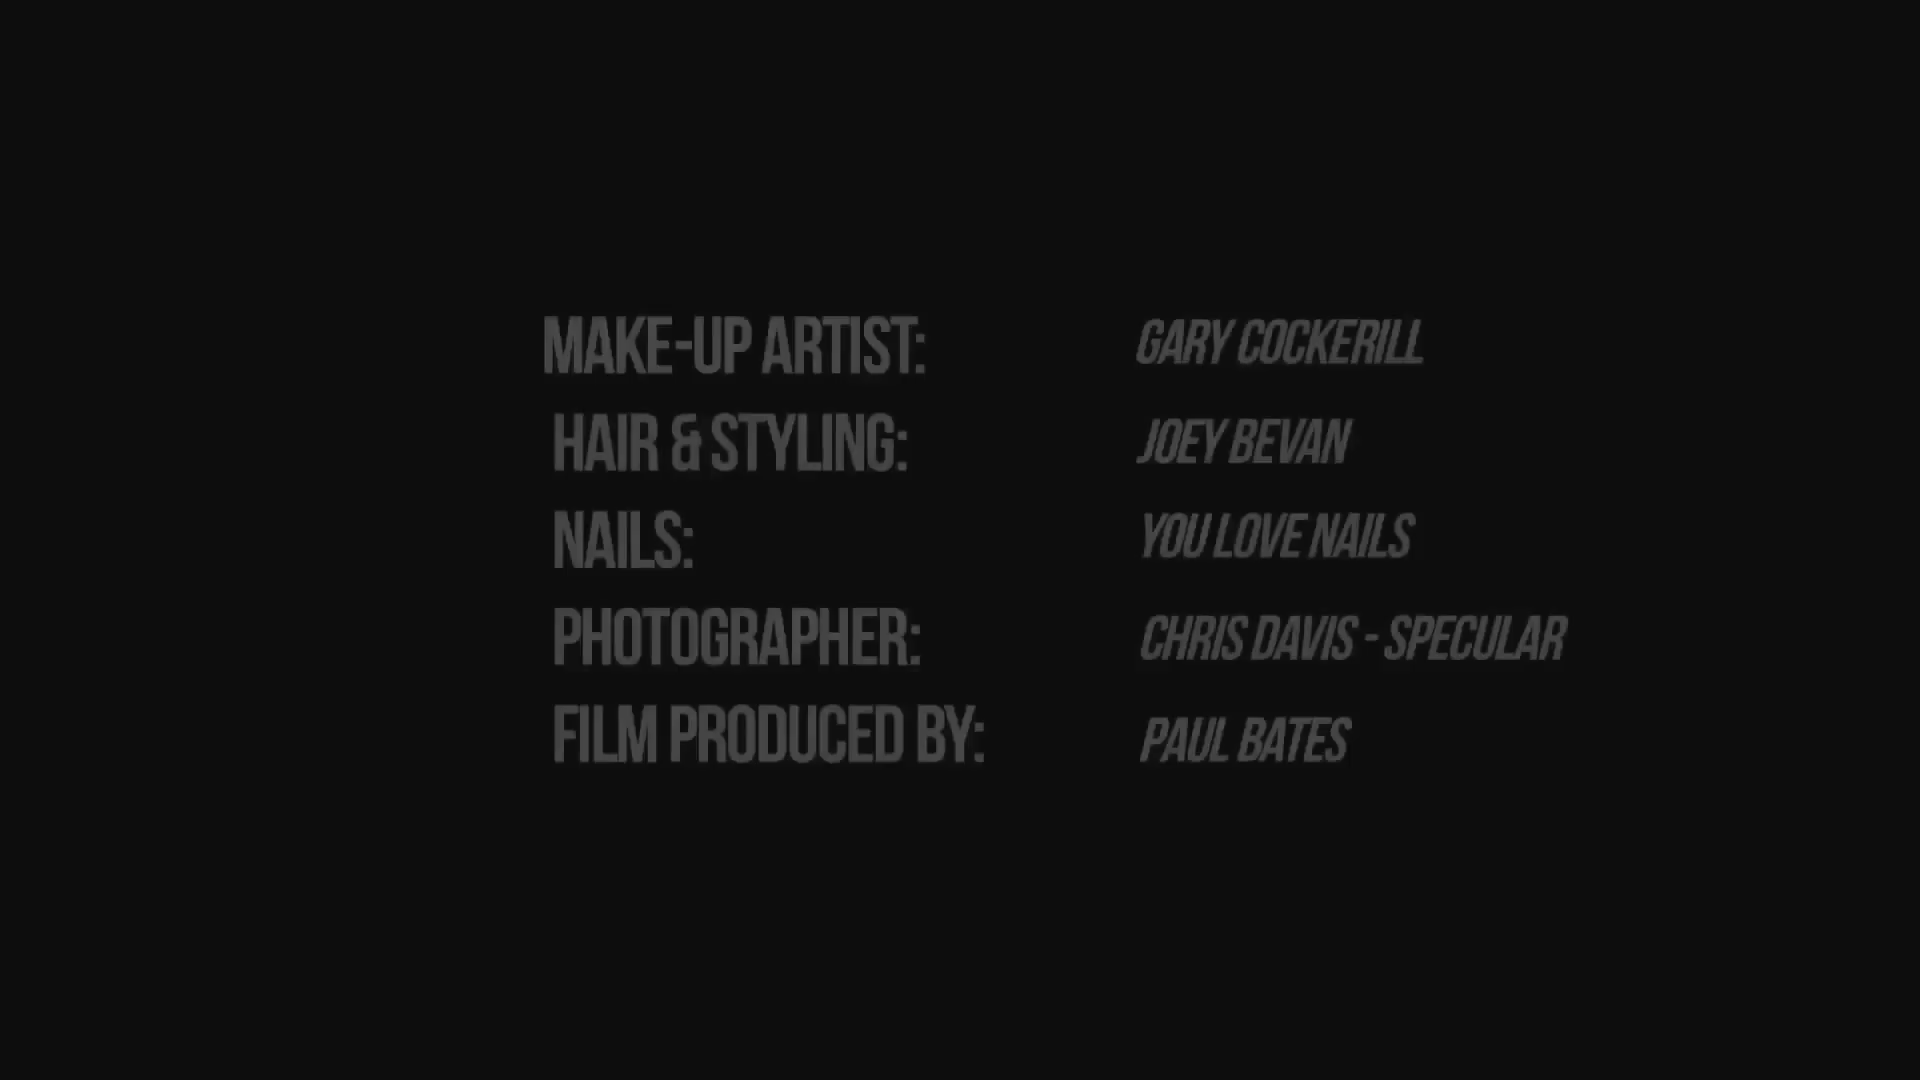 MAKE-UP ARTIST: GARY COCKERILL
HAIR & STYLING: JOEY BEVAN
NAILS: YOU LOVE NAILS
PHOTOGRAPHER: CHRIS DAVIS - SPECULAR
FILM PRODUCED BY: PAUL BATES